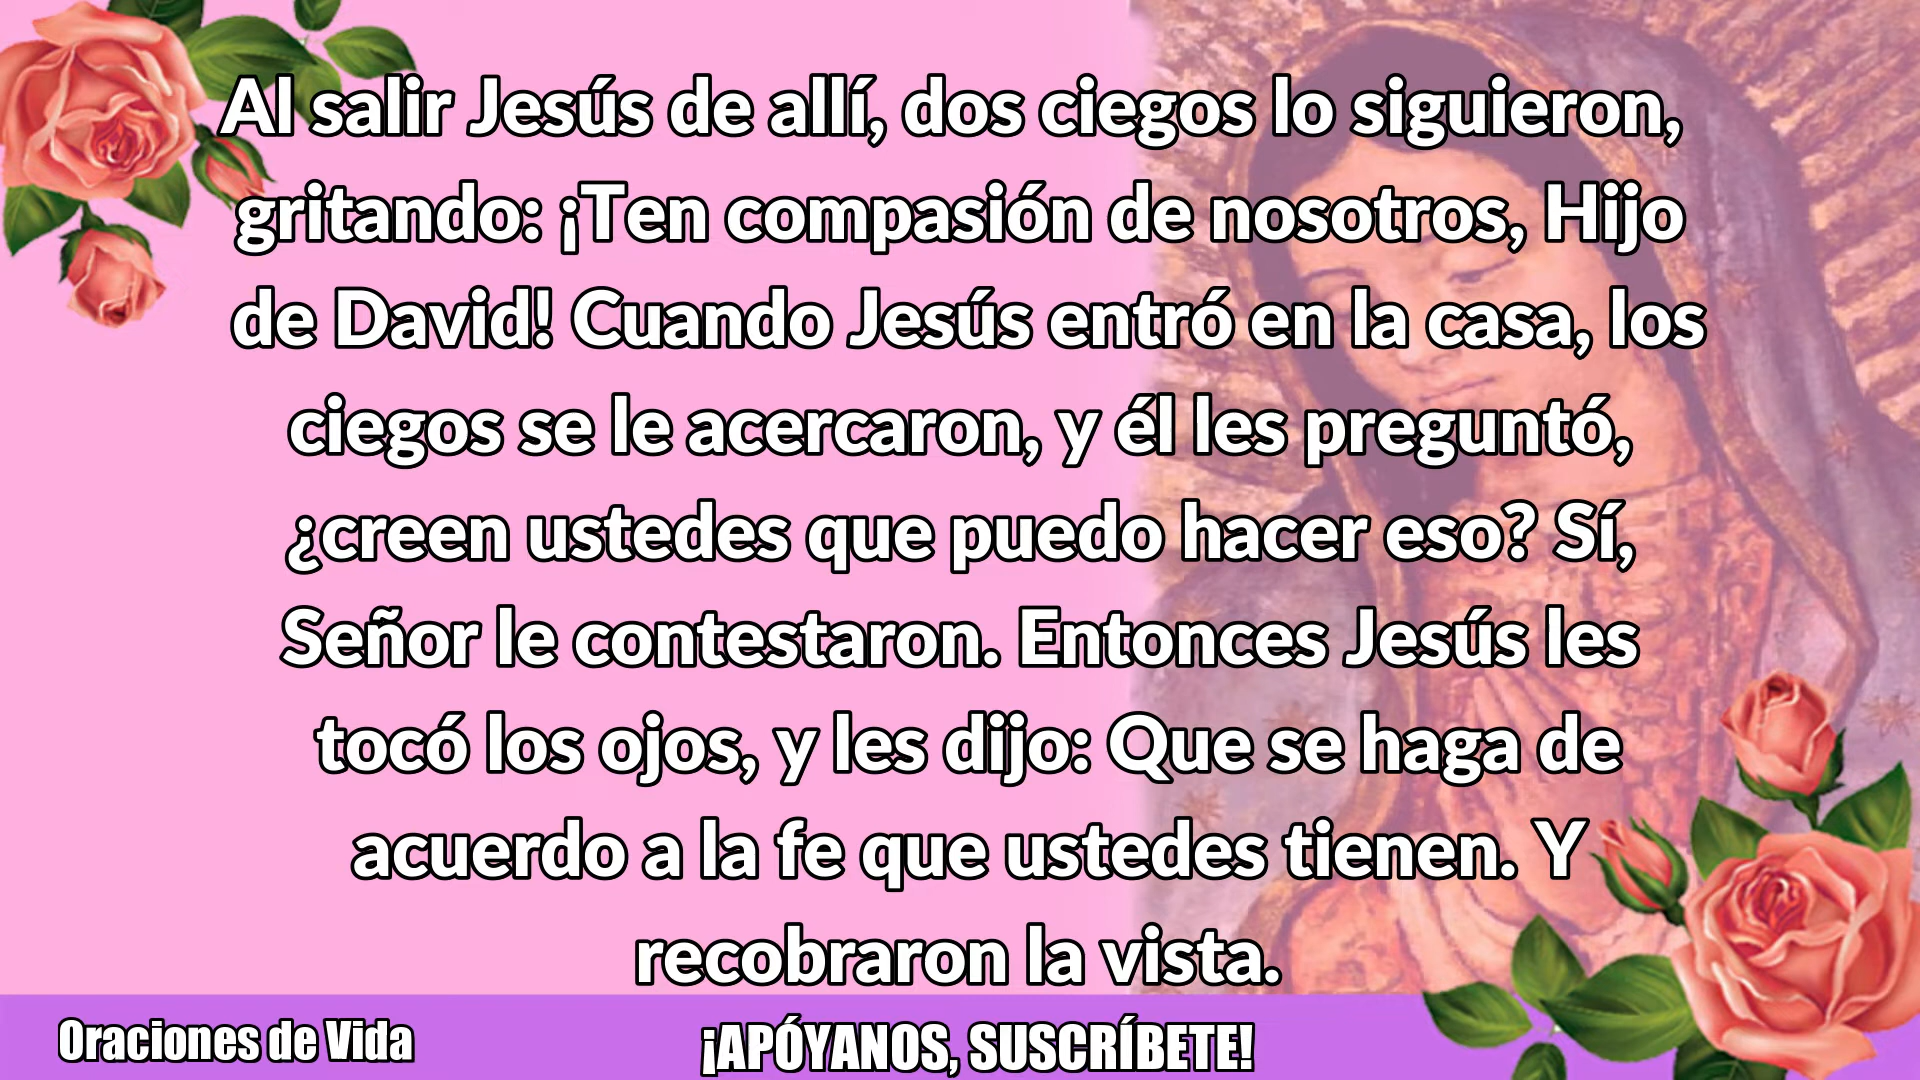 Al salir Jesús de allí, dos ciegos lo siguieron,
gritando: ¡Ten compasión de nosotros, Hijo
de David! Cuando Jesús entró en la casa, los
ciegos se le acercaron, y él les preguntó,
¿creen ustedes que puedo hacer eso? Sí,
Señor le contestaron. Entonces Jesús les
tocó los ojos, y les dijo: Que se haga de
acuerdo a la fe que ustedes tienen. Y
recobraron la vista.
Oraciones de Vida
¡APÓYANOS, SUSCRÍBETE!